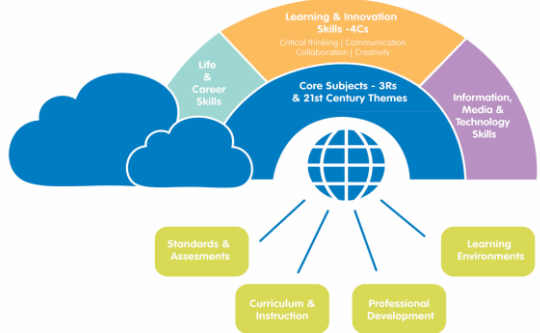 Learning & Innovation
Skills -4Cs
Critical thinking | Communication
Collaboration | Creativity
Life
&
Career
Skills
Core Subjects - 3Rs
& 21st Century Themes
Information,
Media &
Technology
Skills
Standards &
Assesments
Learning
Environments
Curriculum &
Instruction
Professional
Development